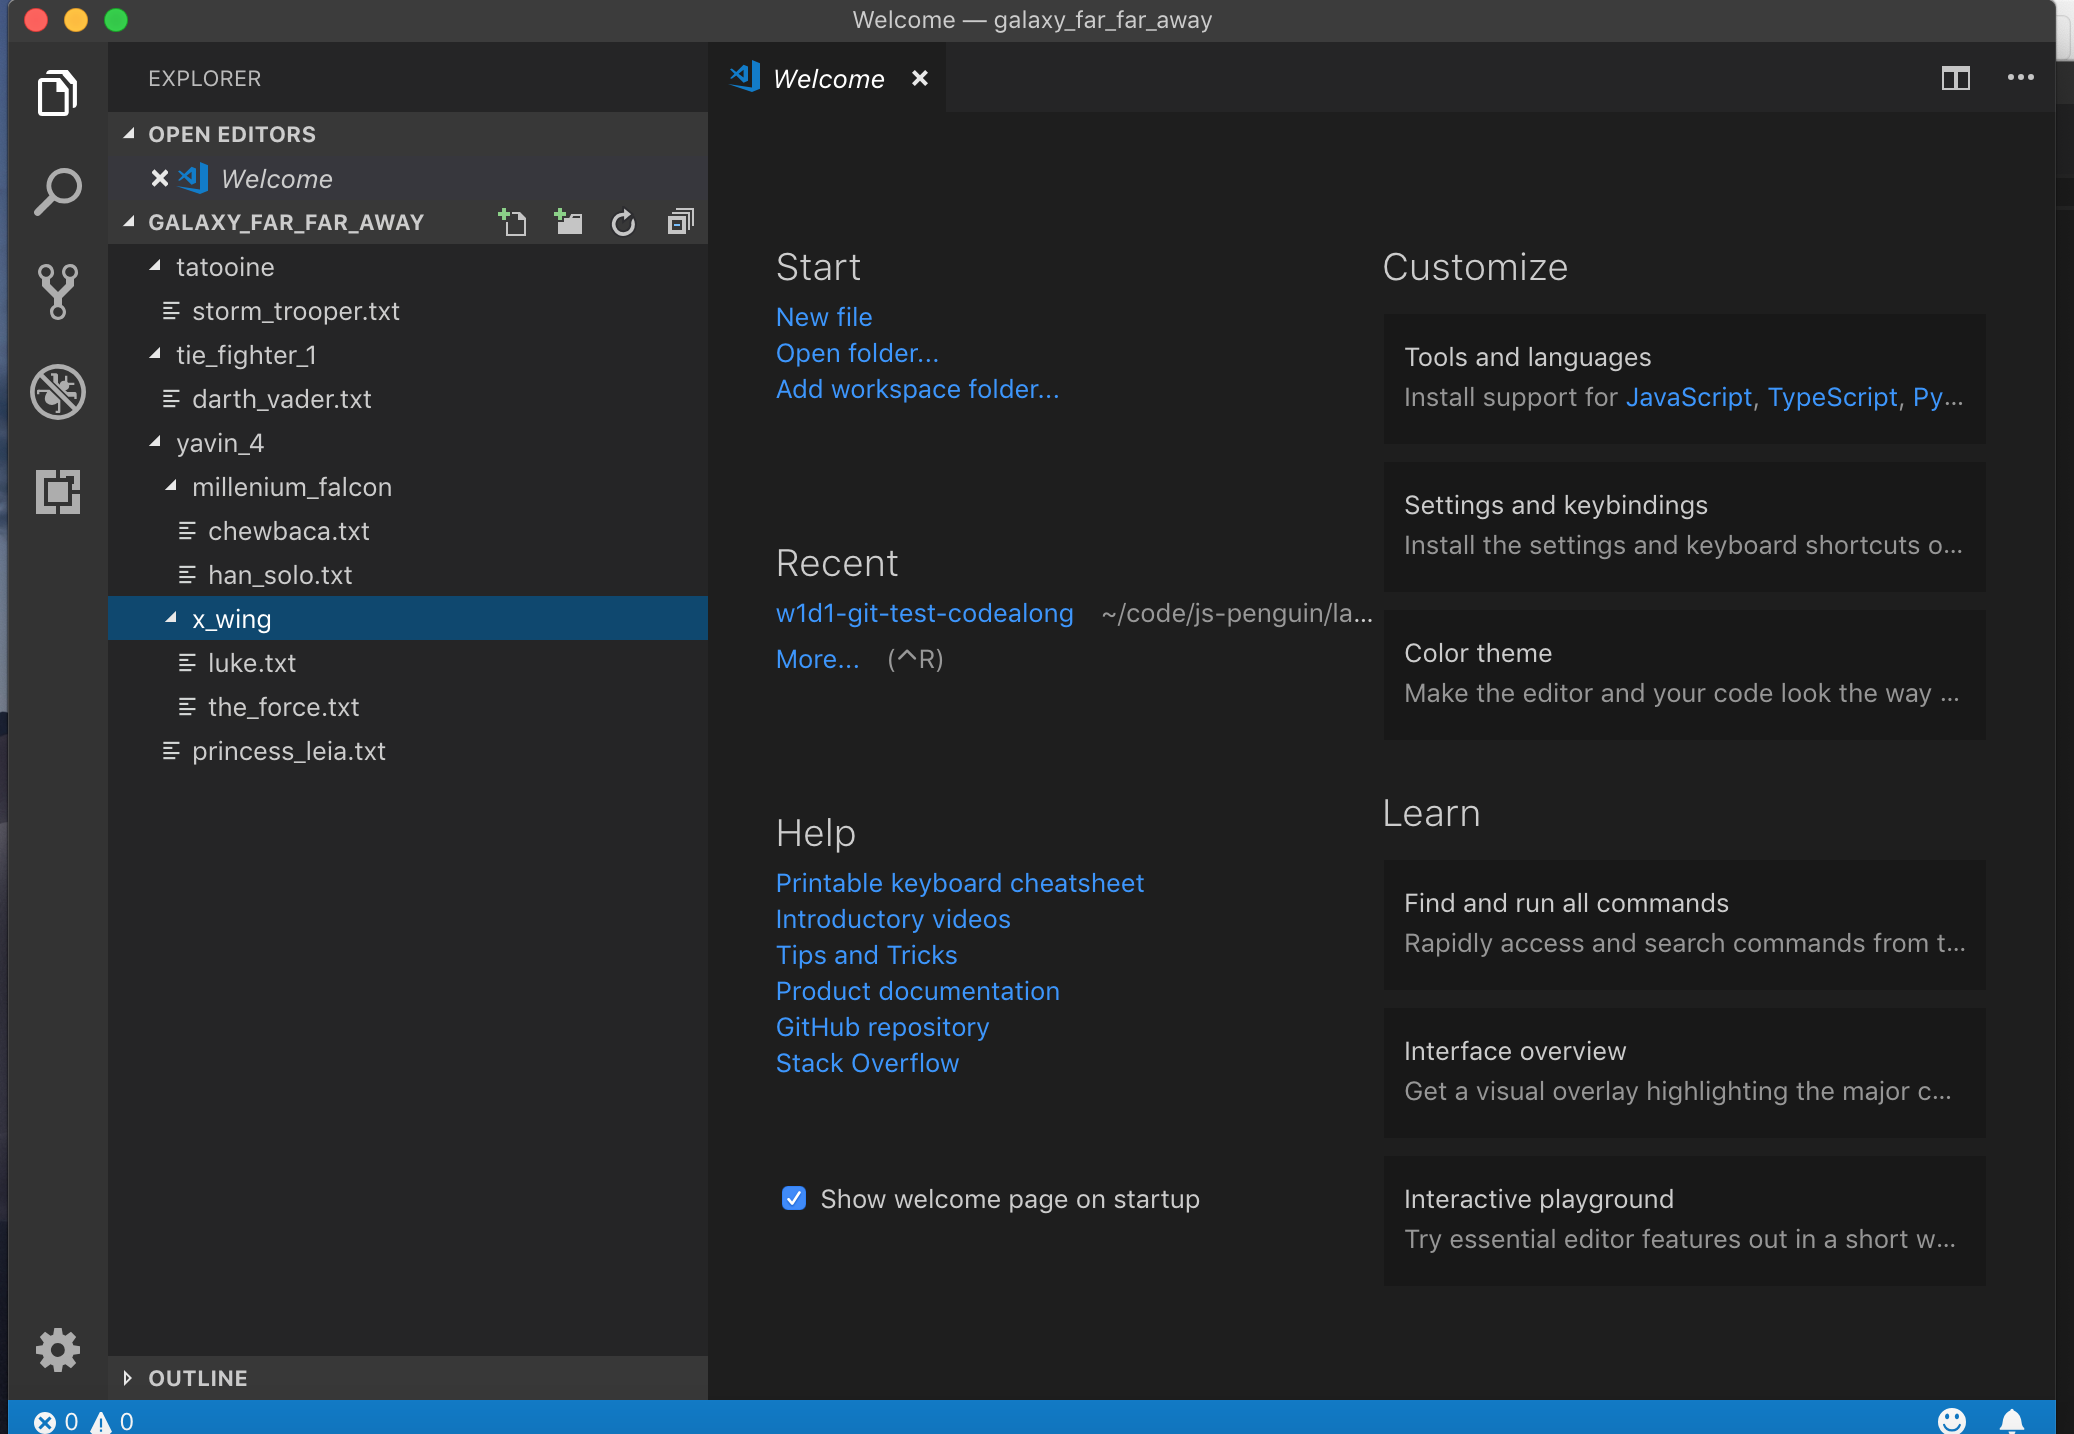 Welcome — galaxy_far_far_away
EXPLORER
OPEN EDITORS
Welcome
GALAXY_FAR_FAR_AWAY
tatooine
storm_trooper.txt
tie_fighter_1
darth_vader.txt
yavin_4
millenium_falcon
chewbaca.txt
han_solo.txt
x_wing
luke.txt
the_force.txt
princess_leia.txt
OUTLINE
Welcome
Start
New file
Open folder...
Add workspace folder...
Recent
w1d1-git-test-codealong ~/code/js-penguin/la...
More... (^R)
Help
Printable keyboard cheatsheet
Introductory videos
Tips and Tricks
Product documentation
GitHub repository
Stack Overflow
Show welcome page on startup
Customize
Tools and languages
Install support for JavaScript, TypeScript, Py...
Settings and keybindings
Install the settings and keyboard shortcuts o...
Color theme
Make the editor and your code look the way ...
Learn
Find and run all commands
Rapidly access and search commands from t...
Interface overview
Get a visual overlay highlighting the major c...
Interactive playground
Try essential editor features out in a short w...
0 0